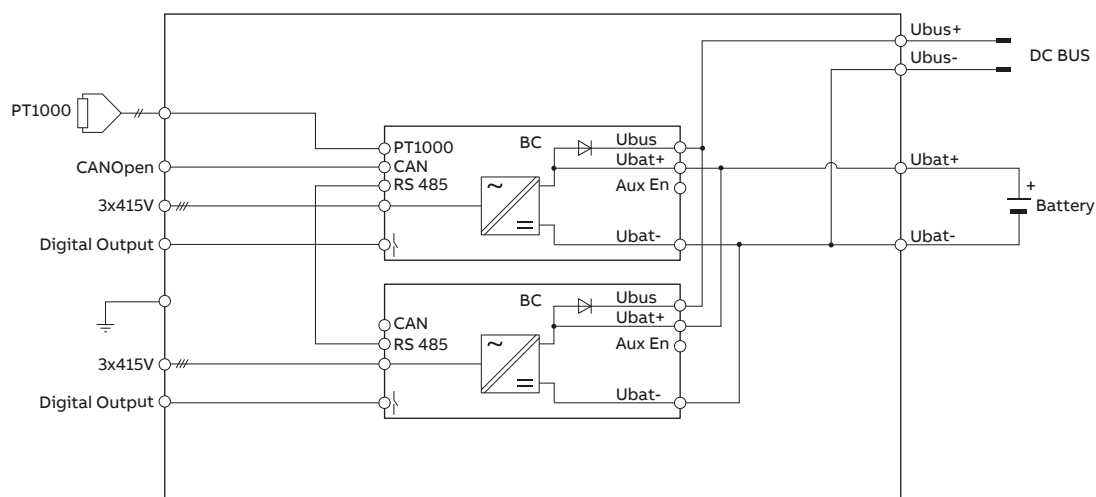 Ubus+
Ubus-
DC BUS
PT1000
BC
Ubus
PT1000
Ubat+
Ubat+
CANOpen
CAN
RS 485
Aux En
+
3x415V
~
Battery
Digital Output
Ubat-
Ubat-
BC
Ubus
CAN
Ubat+
RS 485
Aux En
3x415V
~
Digital Output
Ubat-